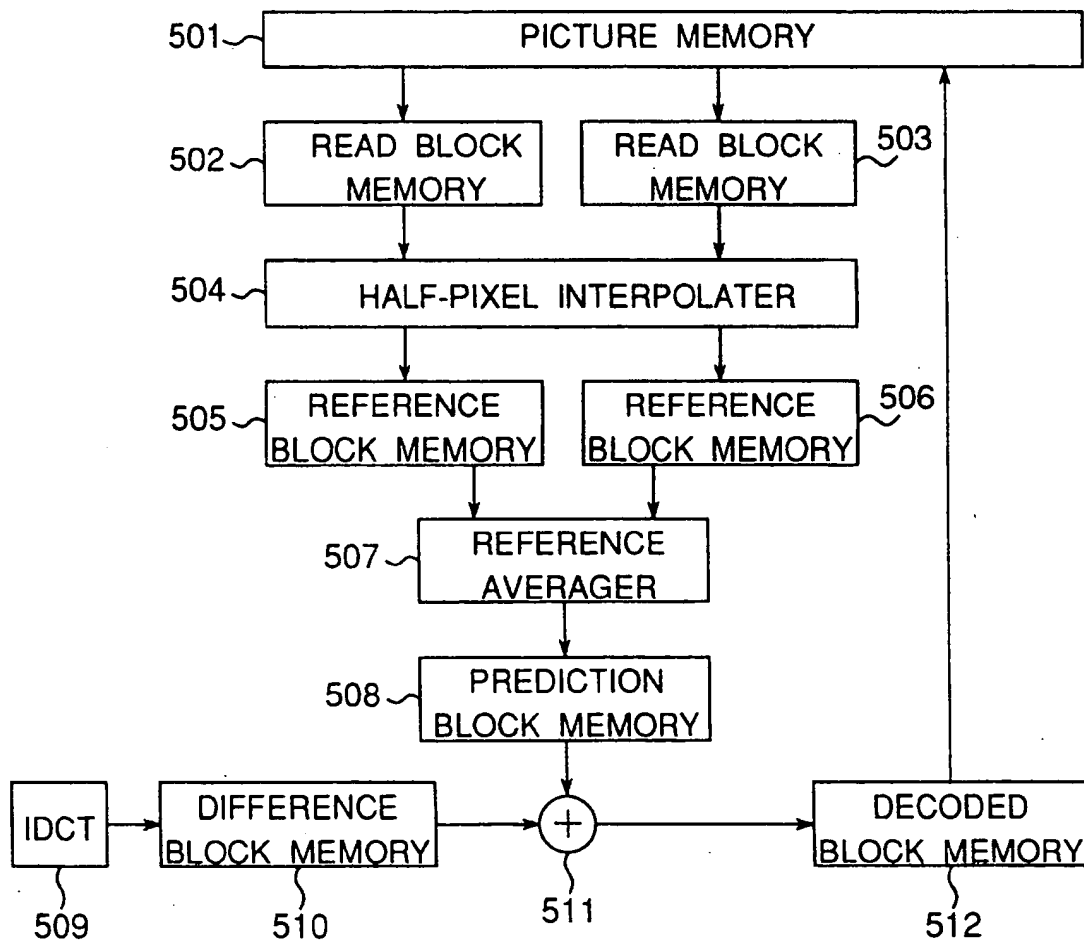 501
PICTURE MEMORY
502
READ BLOCK
MEMORY
READ BLOCK
MEMORY
503
504
HALF-PIXEL INTERPOLATER
505
REFERENCE
BLOCK MEMORY
REFERENCE
BLOCK MEMORY
506
507
REFERENCE
AVERAGER
508
PREDICTION
BLOCK MEMORY
IDCT
DIFFERENCE
BLOCK MEMORY
+
DECODED
BLOCK MEMORY
509
510
511
512